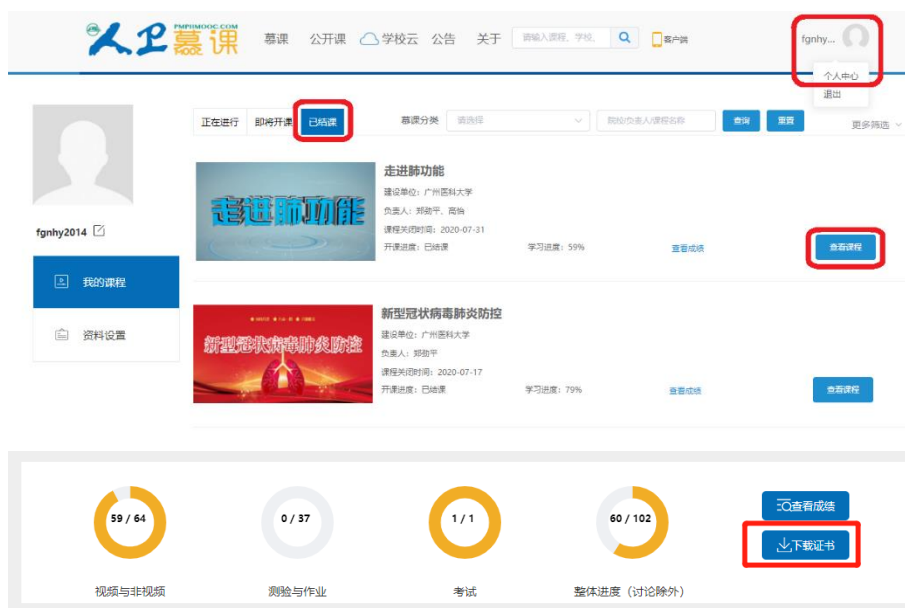 PMPHMOOC.COM
人卫慕课
慕课 公开课 学校云 公告 关于 请输入课程、学校、 客户端 fgnhy...
个人中心
退出
正在进行 即将开课 已结课 慕课分类 请选择 院校/负责人/课程名称 查询 重置 更多筛选
走进肺功能
走进肺功能
建设单位：广州医科大学
负责人：郑劲平、高怡
课程关闭时间：2020-07-31
开课进度：已结课 学习进度：59% 查看成绩 查看课程
fgnhy2014
我的课程
资料设置
新型冠状病毒肺炎防控
新型冠状病毒肺炎防控
建设单位：广州医科大学
负责人：郑劲平
课程关闭时间：2020-07-17
开课进度：已结课 学习进度：79% 查看成绩 查看课程
59 / 64 0 / 37 1 / 1 60 / 102 查看成绩
下载证书
视频与非视频 测验与作业 考试 整体进度（讨论除外）